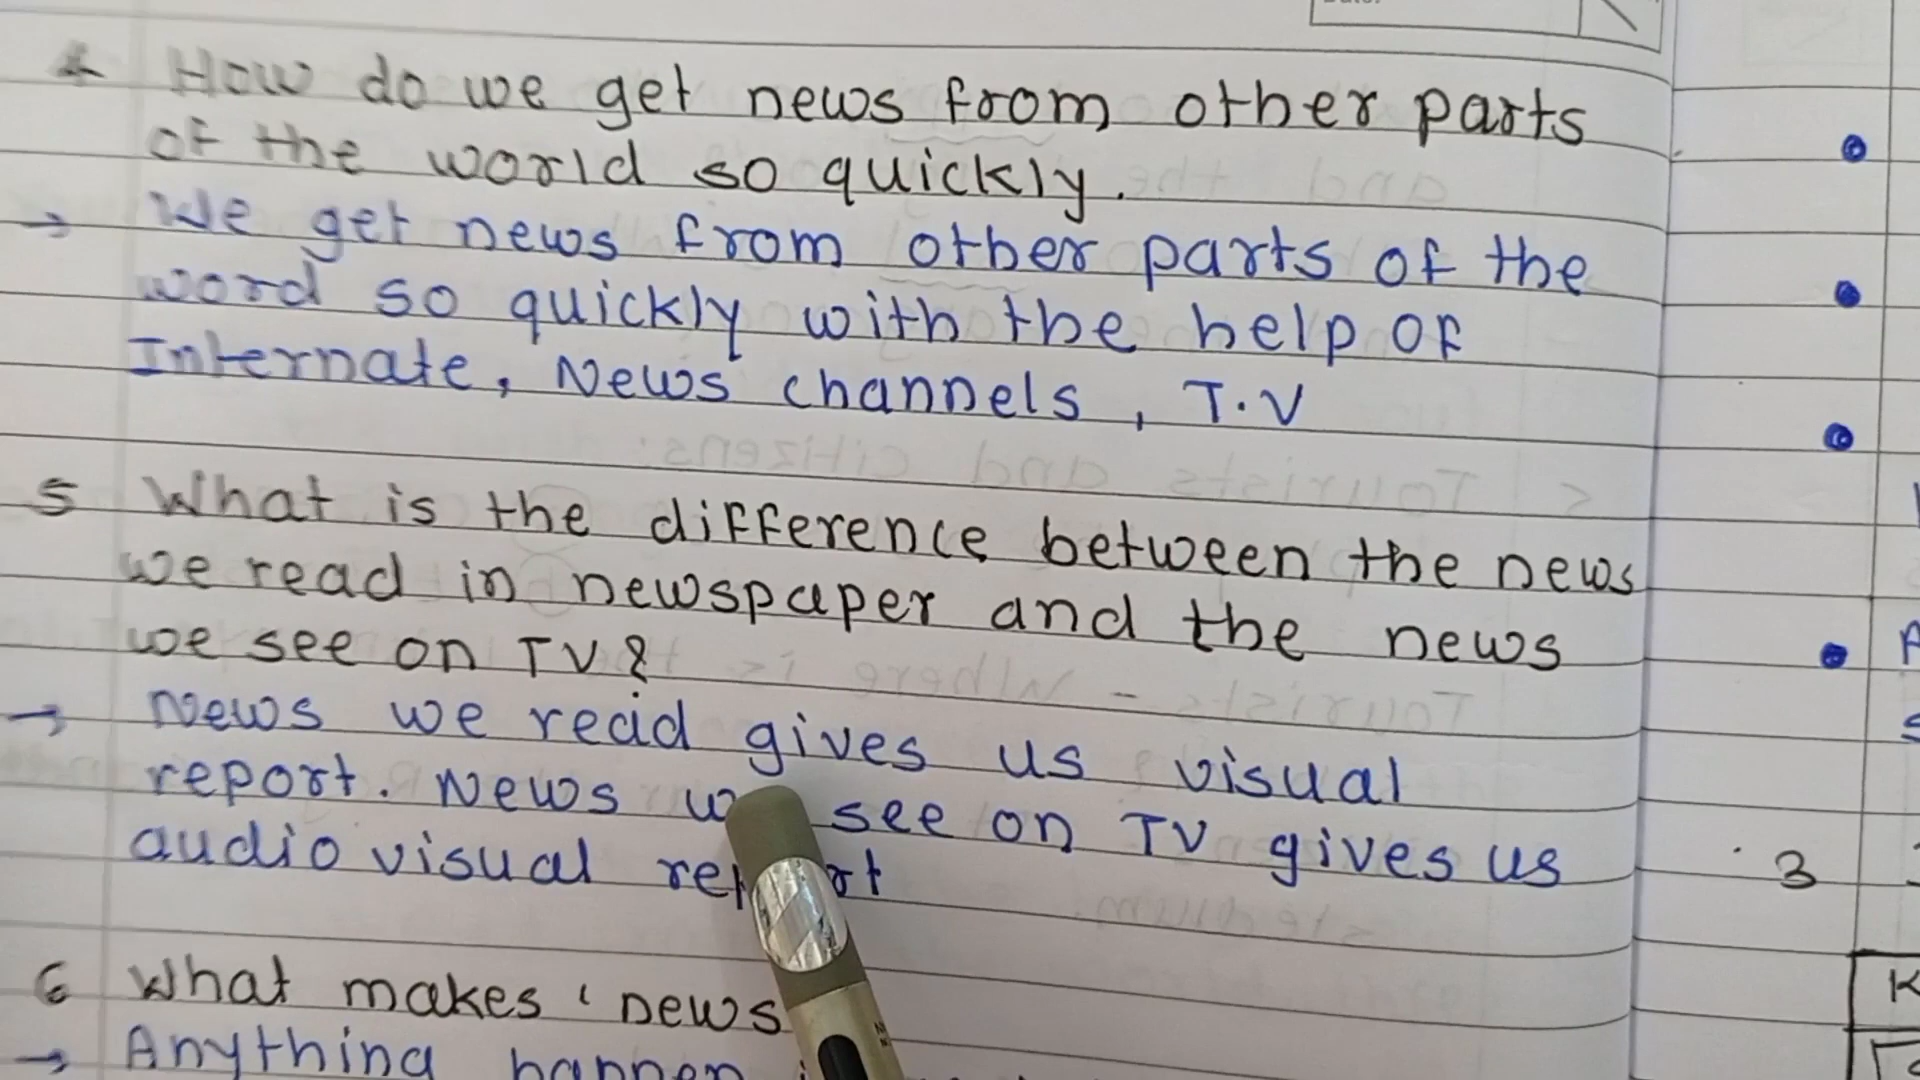 4 How do we get news from other parts
of the world so quickly.
→ We get news from other parts of the
word so quickly with the help of
Internate, News channels, T.V
5 What is the difference between the news
we read in newspaper and the news
we see on TV?
→ News we read gives us visual
report. News we see on TV gives us
audio visual report
6 What makes ' news
→ Anything happen
3
K